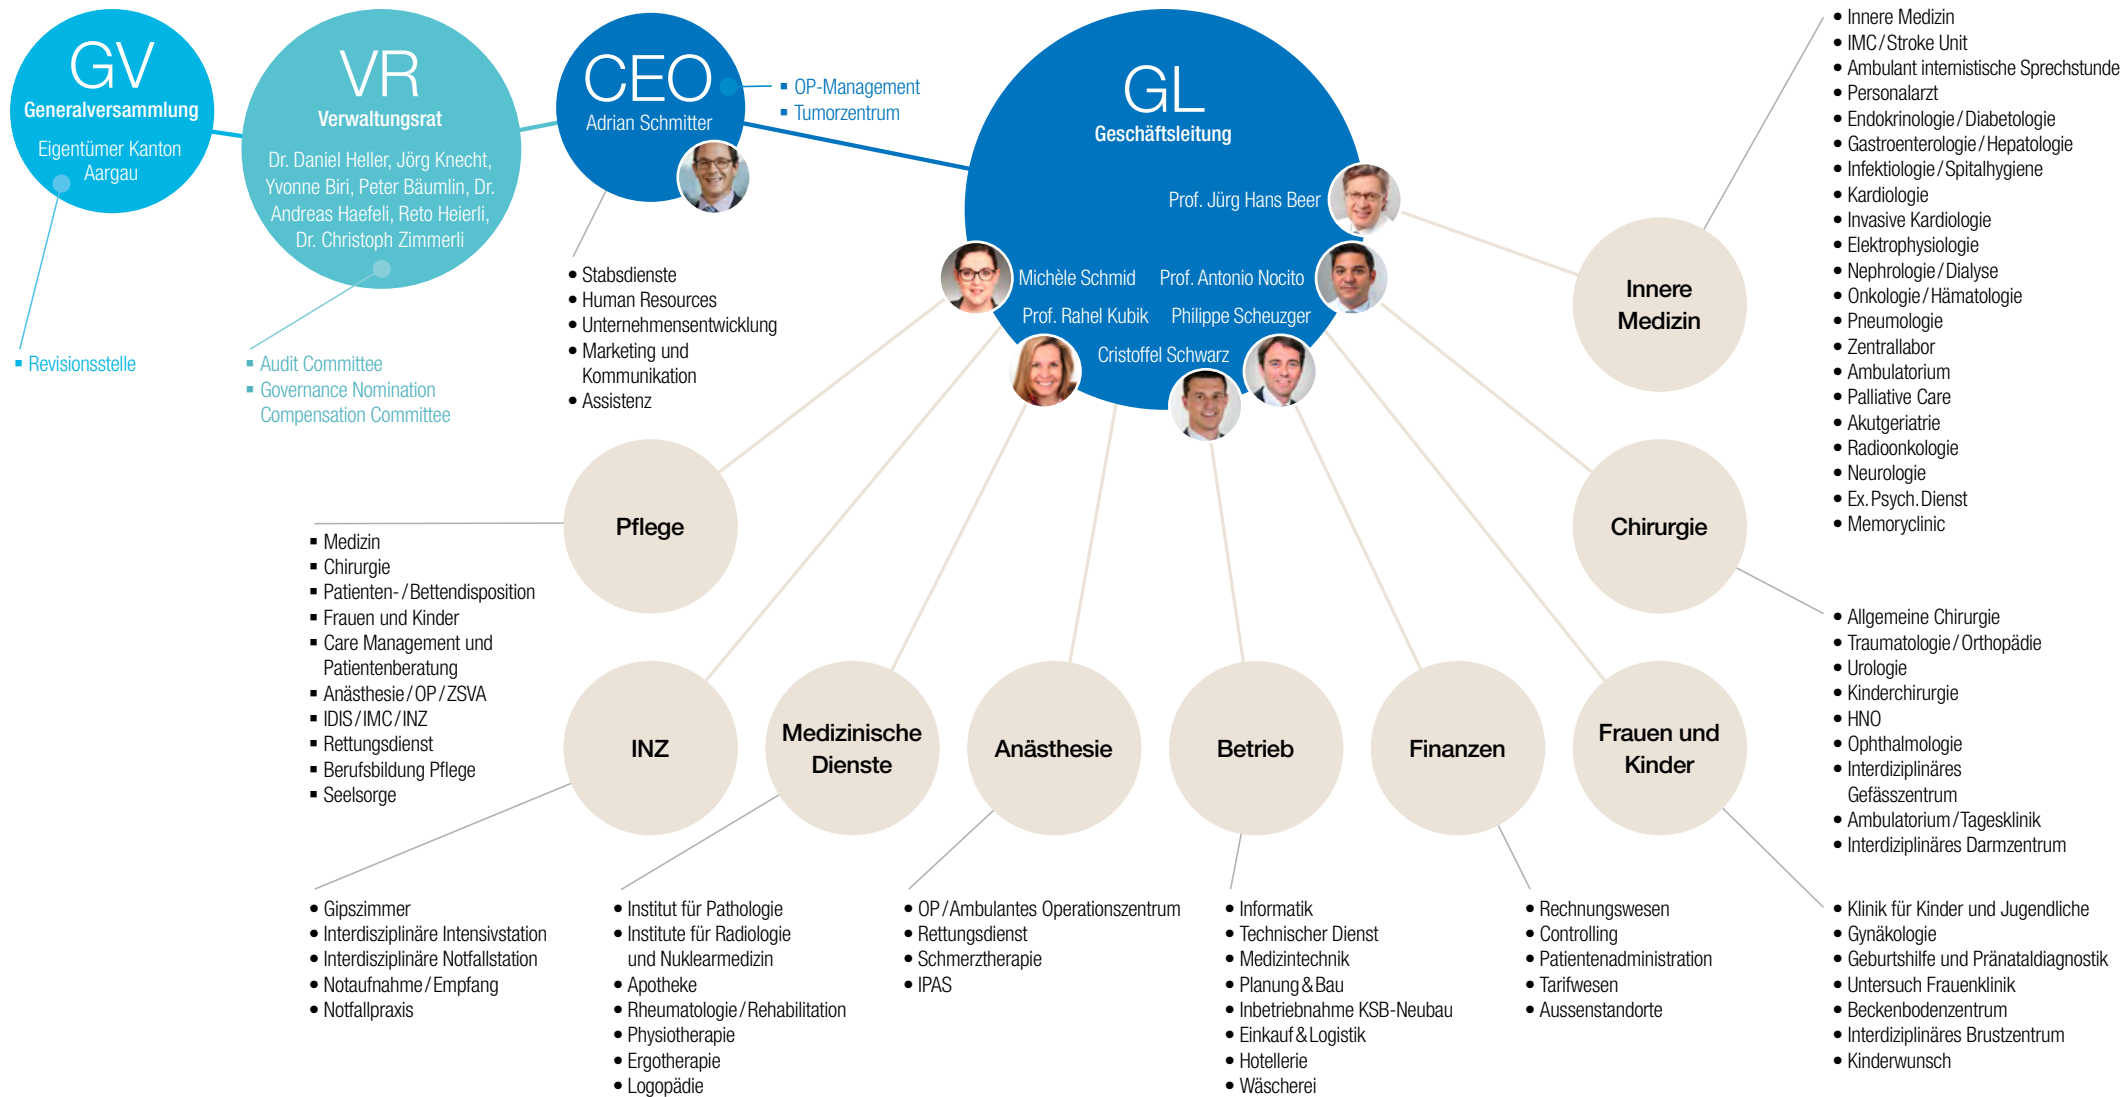 GV
Generalversammlung
Eigentümer Kanton
Aargau
▪ Revisionsstelle
VR
Verwaltungsrat
Dr. Daniel Heller, Jörg Knecht,
Yvonne Biri, Peter Bäumlin, Dr.
Andreas Haefeli, Reto Heierli,
Dr. Christoph Zimmerli
▪ Audit Committee
▪ Governance Nomination
Compensation Committee
CEO
Adrian Schmitter
▪ OP-Management
▪ Tumorzentrum
• Stabsdienste
• Human Resources
• Unternehmensentwicklung
• Marketing und
Kommunikation
• Assistenz
GL
Geschäftsleitung
Prof. Jürg Hans Beer
Michèle Schmid
Prof. Antonio Nocito
Prof. Rahel Kubik
Philippe Scheuzger
Cristoffel Schwarz
Innere
Medizin
• Innere Medizin
• IMC/Stroke Unit
• Ambulant internistische Sprechstunde
• Personalarzt
• Endokrinologie/Diabetologie
• Gastroenterologie/Hepatologie
• Infektiologie/Spitalhygiene
• Kardiologie
• Invasive Kardiologie
• Elektrophysiologie
• Nephrologie/Dialyse
• Onkologie/Hämatologie
• Pneumologie
• Zentrallabor
• Ambulatorium
• Palliative Care
• Akutgeriatrie
• Radioonkologie
• Neurologie
• Ex. Psych. Dienst
• Memoryclinic
Pflege
▪ Medizin
▪ Chirurgie
▪ Patienten-/Bettendisposition
▪ Frauen und Kinder
▪ Care Management und
Patientenberatung
▪ Anästhesie/OP/ZSVA
▪ IDIS/IMC/INZ
▪ Rettungsdienst
▪ Berufsbildung Pflege
▪ Seelsorge
Chirurgie
• Allgemeine Chirurgie
• Traumatologie/Orthopädie
• Urologie
• Kinderchirurgie
• HNO
• Ophthalmologie
• Interdiziplinäres
Gefässzentrum
• Ambulatorium/Tagesklinik
• Interdiziplinäres Darmzentrum
INZ
• Gipszimmer
• Interdisziplinäre Intensivstation
• Interdisziplinäre Notfallstation
• Notaufnahme/Empfang
• Notfallpraxis
Medizinische
Dienste
• Institut für Pathologie
• Institute für Radiologie
und Nuklearmedizin
• Apotheke
• Rheumatologie/Rehabilitation
• Physiotherapie
• Ergotherapie
• Logopädie
Anästhesie
• OP/Ambulantes Operationszentrum
• Rettungsdienst
• Schmerztherapie
• IPAS
Betrieb
• Informatik
• Technischer Dienst
• Medizintechnik
• Planung & Bau
• Inbetriebnahme KSB-Neubau
• Einkauf & Logistik
• Hotellerie
• Wäscherei
Finanzen
• Rechnungswesen
• Controlling
• Patientenadministration
• Tarifwesen
• Aussenstandorte
Frauen und
Kinder
• Klinik für Kinder und Jugendliche
• Gynäkologie
• Geburtshilfe und Pränataldiagnostik
• Untersuch Frauenklinik
• Beckenbodenzentrum
• Interdiziplinäres Brustzentrum
• Kinderwunsch